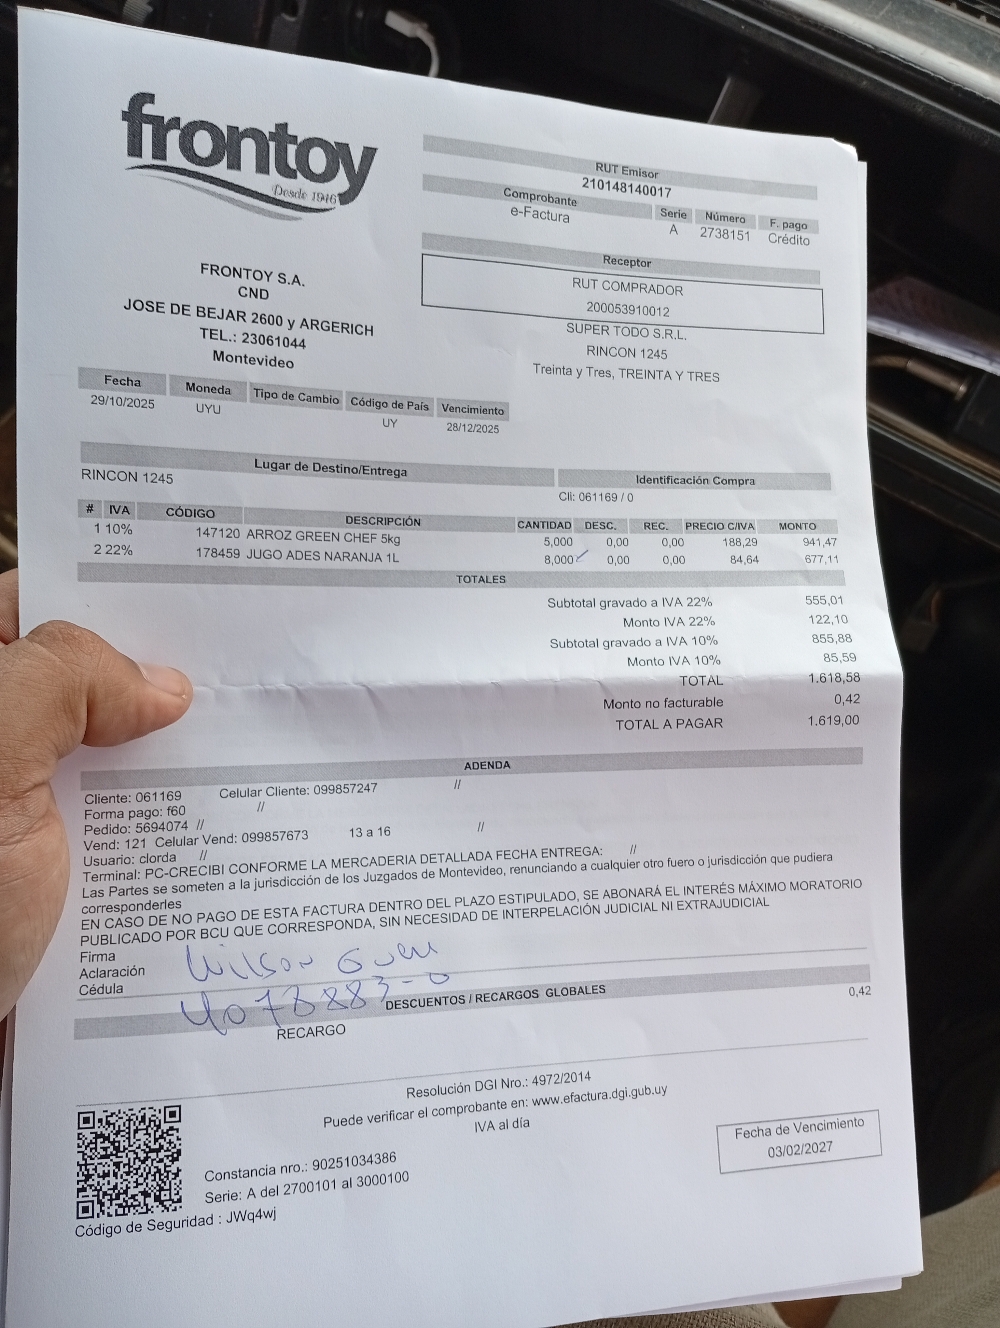 frontoy
Desde 1946
RUT Emisor
210148140017
Comprobante Serie Número F. pago
e-Factura A 2738151 Crédito
Receptor
RUT COMPRADOR
200053910012
SUPER TODO S.R.L.
RINCON 1245
Treinta y Tres, TREINTA Y TRES
FRONTOY S.A.
CND
JOSE DE BEJAR 2600 y ARGERICH
TEL.: 23061044
Montevideo
Fecha Moneda Tipo de Cambio Código de País Vencimiento
29/10/2025 UYU UY 28/12/2025
Lugar de Destino/Entrega Identificación Compra
RINCON 1245 Cli: 061169 / 0
# IVA CÓDIGO DESCRIPCIÓN CANTIDAD DESC. REC. PRECIO C/IVA MONTO
1 10% 147120 ARROZ GREEN CHEF 5kg 5,000 0,00 0,00 188,29 941,47
2 22% 178459 JUGO ADES NARANJA 1L 8,000 0,00 0,00 84,64 677,11
TOTALES
Subtotal gravado a IVA 22% 555,01
Monto IVA 22% 122,10
Subtotal gravado a IVA 10% 855,88
Monto IVA 10% 85,59
TOTAL 1.618,58
Monto no facturable 0,42
TOTAL A PAGAR 1.619,00
ADENDA
Cliente: 061169 Celular Cliente: 099857247 //
Forma pago: f60 //
Pedido: 5694074 //
Vend: 121 Celular Vend: 099857673 13 a 16 //
Usuario: clorda //
Terminal: PC-CRECIBI CONFORME LA MERCADERIA DETALLADA FECHA ENTREGA: //
Las Partes se someten a la jurisdicción de los Juzgados de Montevideo, renunciando a cualquier otro fuero o jurisdicción que pudiera
corresponderles
EN CASO DE NO PAGO DE ESTA FACTURA DENTRO DEL PLAZO ESTIPULADO, SE ABONARÁ EL INTERÉS MÁXIMO MORATORIO
PUBLICADO POR BCU QUE CORRESPONDA, SIN NECESIDAD DE INTERPELACIÓN JUDICIAL NI EXTRAJUDICIAL
Firma
Aclaración Wilson
Cédula 4078883-0
DESCUENTOS / RECARGOS GLOBALES
RECARGO 0,42
Resolución DGI Nro.: 4972/2014
Puede verificar el comprobante en: www.efactura.dgi.gub.uy
IVA al día
Fecha de Vencimiento
03/02/2027
Constancia nro.: 90251034386
Serie: A del 2700101 al 3000100
Código de Seguridad : JWq4wj